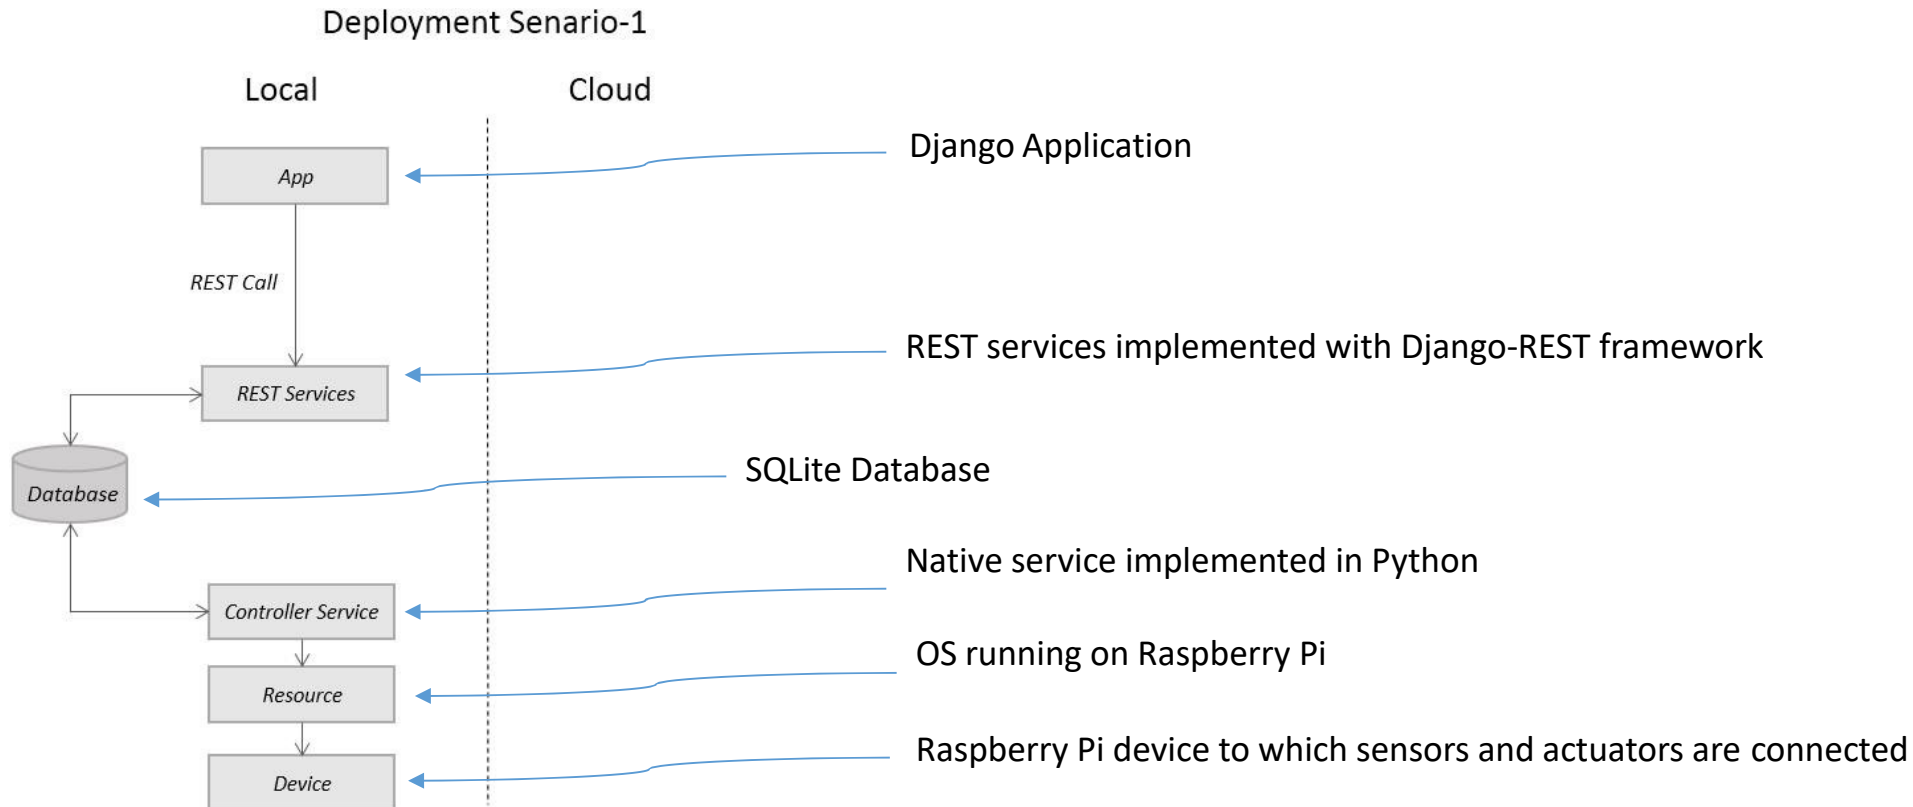 Deployment Senario-1
Local
Cloud
Django Application
App
REST Call
REST services implemented with Django-REST framework
REST Services
SQLite Database
Database
Native service implemented in Python
Controller Service
OS running on Raspberry Pi
Resource
Raspberry Pi device to which sensors and actuators are connected
Device